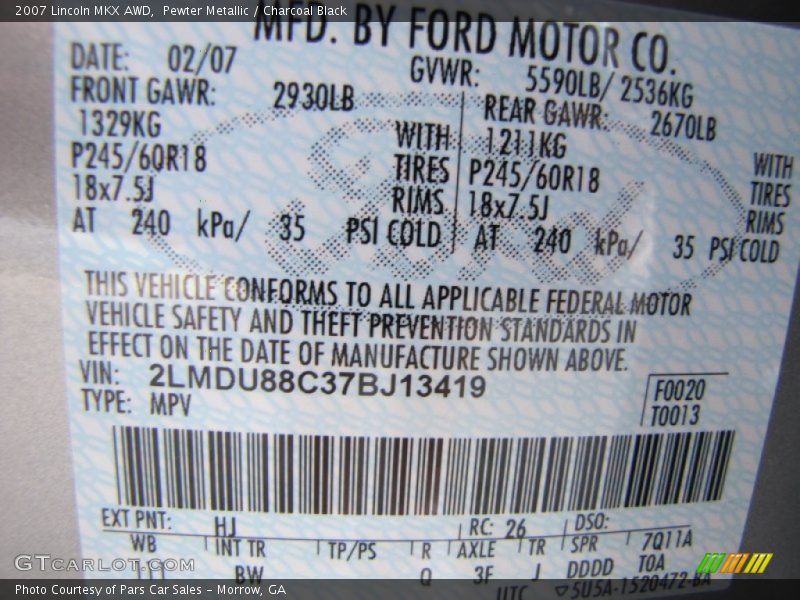 2007 Lincoln MKX AWD, Pewter Metallic / Charcoal Black
MFD. BY FORD MOTOR CO.
DATE: 02/07 GVWR: 5590LB/ 2536KG
FRONT GAWR: 2930LB REAR GAWR: 2670LB
1329KG WITH 1211KG WITH
P245/60R18 TIRES P245/60R18 TIRES
18x7.5J RIMS 18x7.5J RIMS
AT 240 kPa/ 35 PSI COLD AT 240 kPa/ 35 PSI COLD
THIS VEHICLE CONFORMS TO ALL APPLICABLE FEDERAL MOTOR
VEHICLE SAFETY AND THEFT PREVENTION STANDARDS IN
EFFECT ON THE DATE OF MANUFACTURE SHOWN ABOVE.
VIN: 2LMDU88C37BJ13419 F0020
TYPE: MPV T0013
EXT PNT: HJ RC: 26 DSO:
WB INT TR TP/PS R AXLE TR SPR 7Q11A
BW Q 3F J DDDD TOA
UTC 5U5A-1520472-BA
GTCarLot.com
Photo Courtesy of Pars Car Sales - Morrow, GA